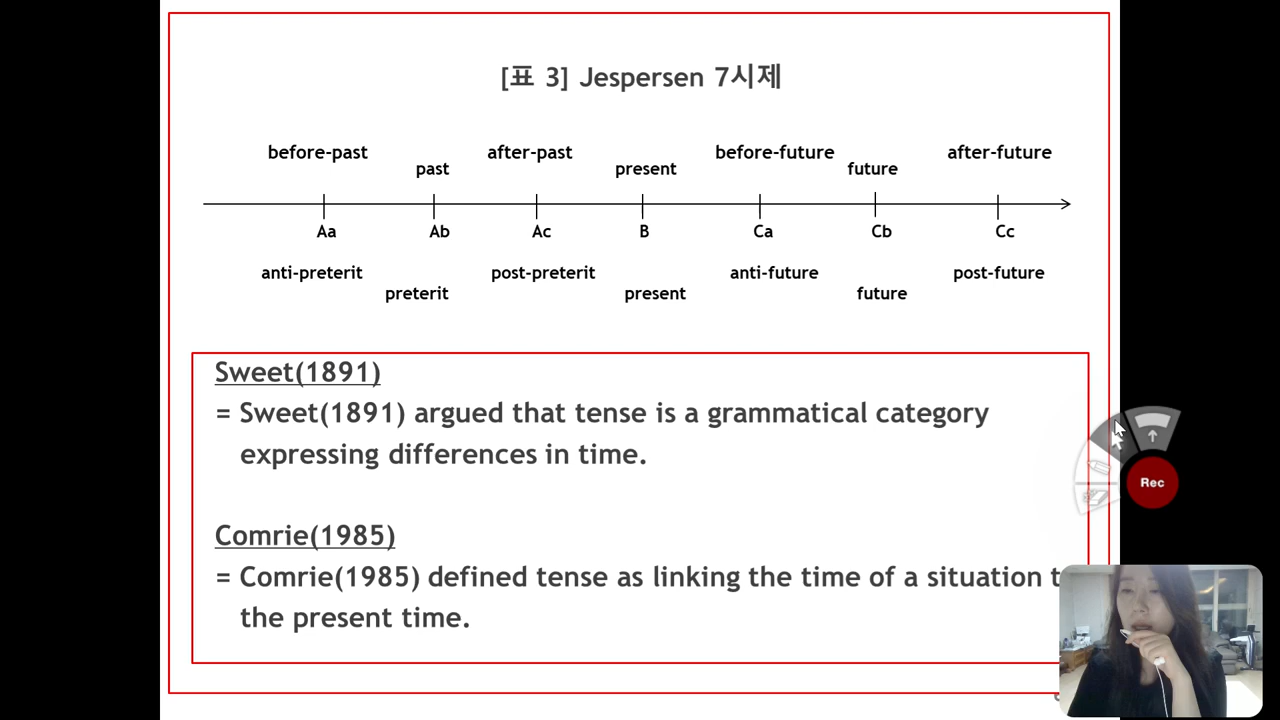 [표 3] Jespersen 7시제
before-past after-past before-future after-future
past present future
Aa Ab Ac B Ca Cb Cc
anti-preterit post-preterit anti-future post-future
preterit present future
Sweet(1891)
= Sweet(1891) argued that tense is a grammatical category
expressing differences in time.
Comrie(1985)
= Comrie(1985) defined tense as linking the time of a situation
the present time.
Rec